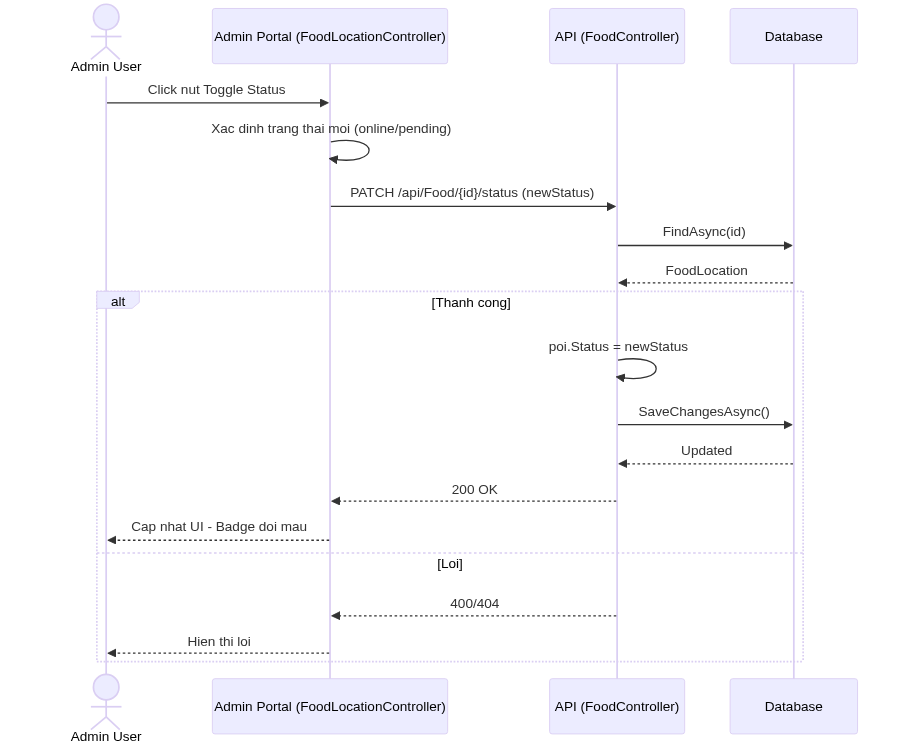 Admin User
Admin Portal (FoodLocationController)
API (FoodController)
Database
Click nut Toggle Status
Xac dinh trang thai moi (online/pending)
PATCH /api/Food/{id}/status (newStatus)
FindAsync(id)
FoodLocation
alt
[Thanh cong]
poi.Status = newStatus
SaveChangesAsync()
Updated
200 OK
Cap nhat UI - Badge doi mau
[Loi]
400/404
Hien thi loi
Admin User
Admin Portal (FoodLocationController)
API (FoodController)
Database